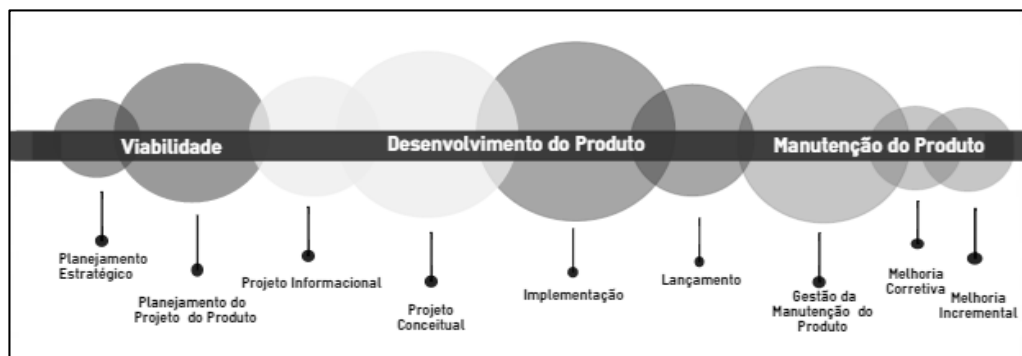 Viabilidade
Desenvolvimento do Produto
Manutenção do Produto
Planejamento
Estratégico
Planejamento do
Projeto do Produto
Projeto Informacional
Projeto
Conceitual
Implementação
Lançamento
Gestão da
Manutenção do
Produto
Melhoria
Corretiva
Melhoria
Incremental